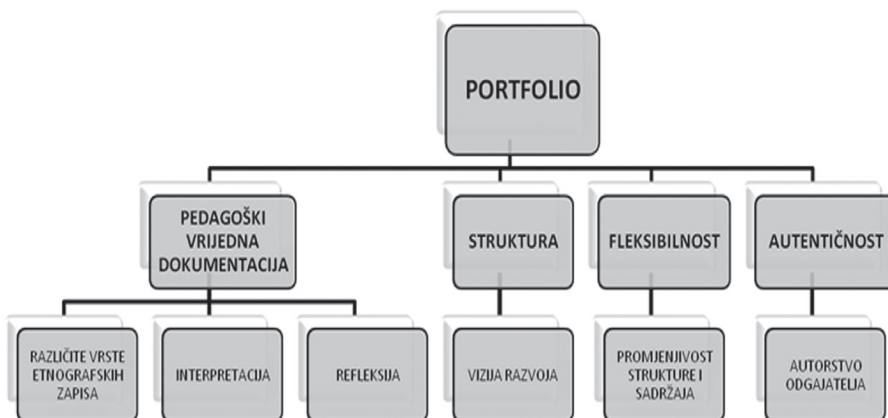 PORTFOLIO
PEDAGOŠKI
VRIJEDNA
DOKUMENTACIJA
STRUKTURA
FLEKSIBILNOST
AUTENTIČNOST
RAZLIČITE VRSTE
ETNOGRAFSKIH
ZAPISA
INTERPRETACIJA
REFLEKSIJA
VIZIJA RAZVOJA
PROMJENJIVOST
STRUKTURE I
SADRŽAJA
AUTORSTVO
ODGAJATELJA